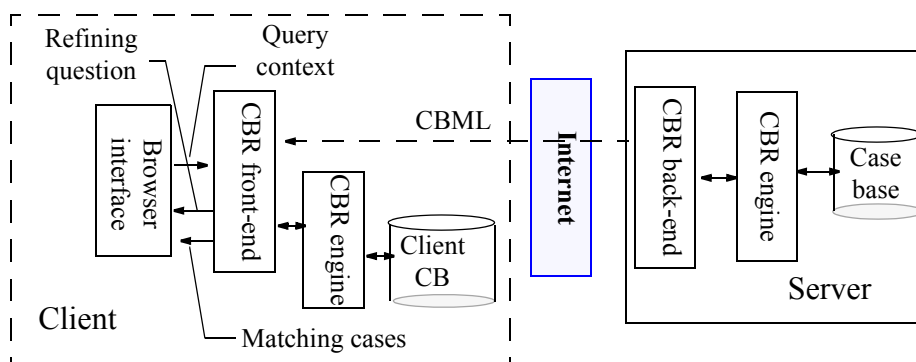 Refining
question
Query
context
Browser
interface
CBR front-end
CBR engine
Client
CB
Client
Matching cases
CBML
Internet
CBR back-end
CBR engine
Case
base
Server